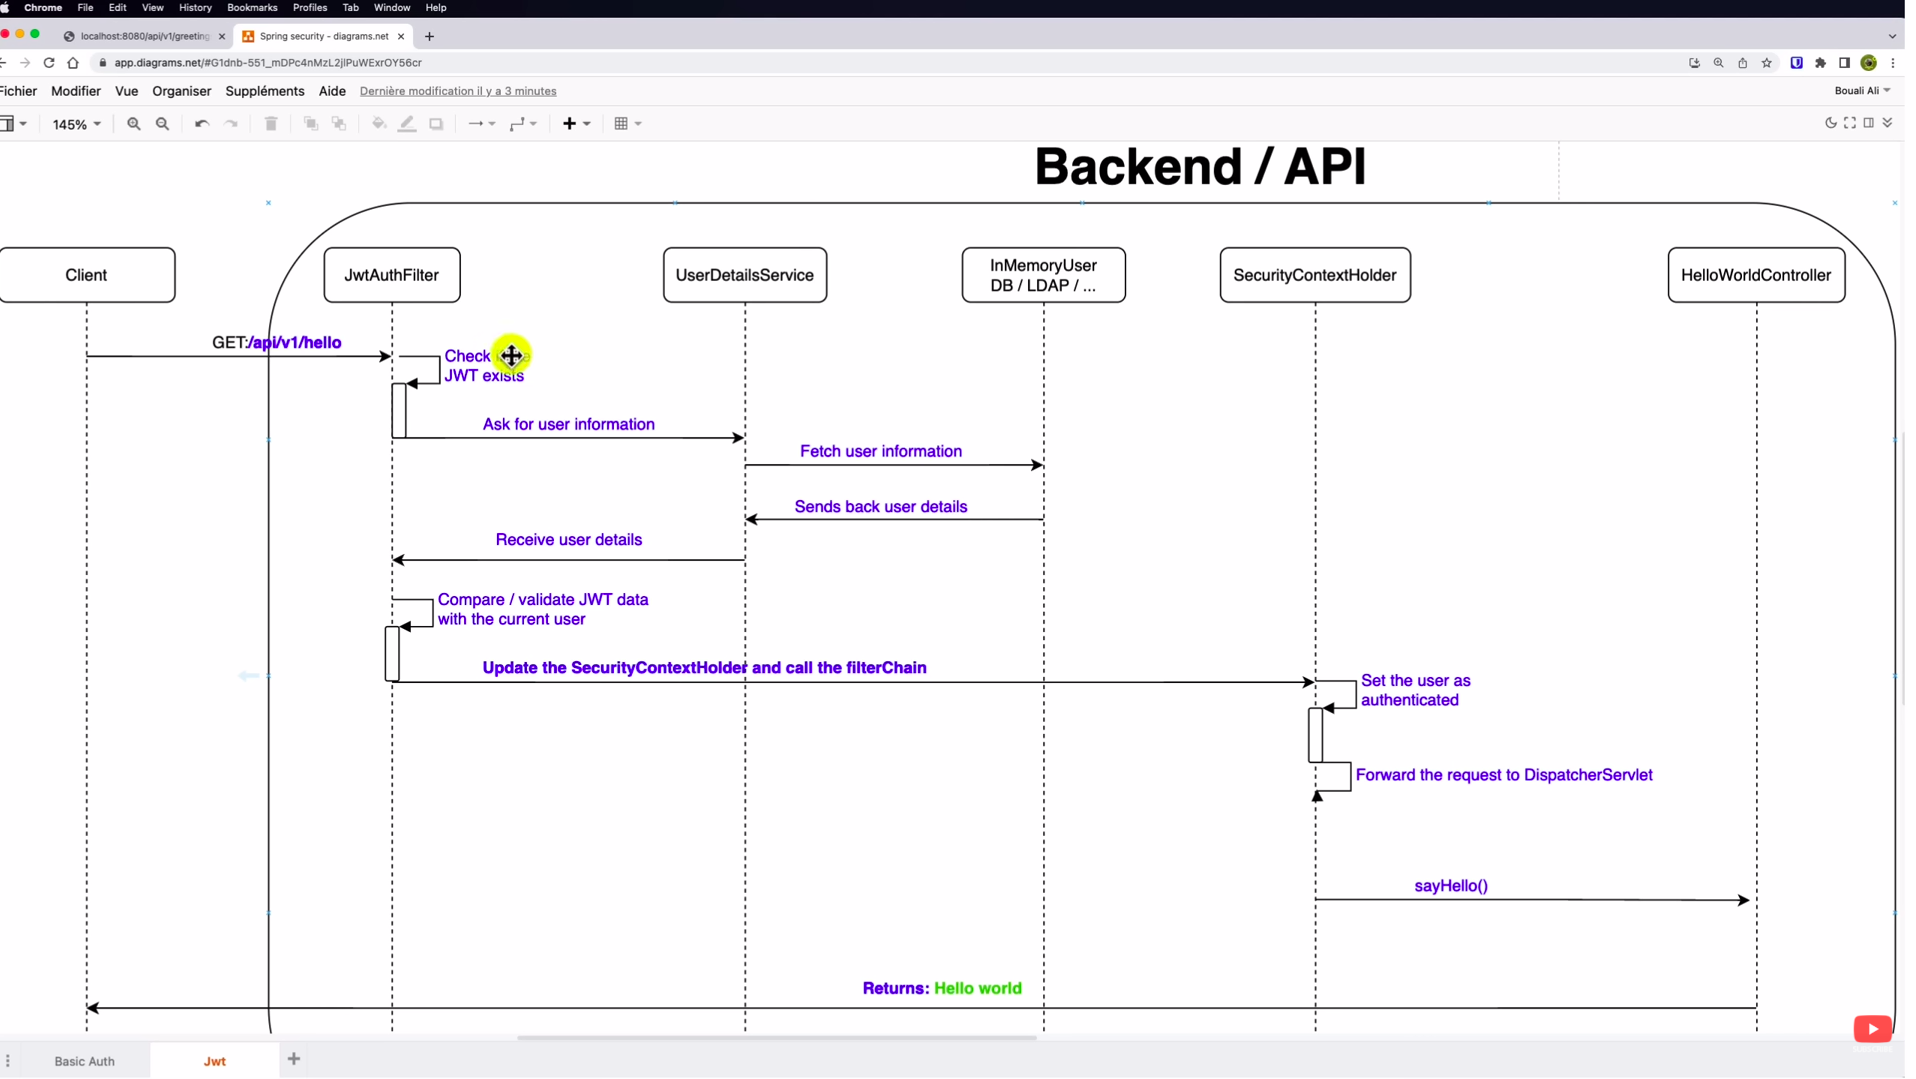 Chrome File Edit View History Bookmarks Profiles Tab Window Help
localhost:8080/api/v1/greeting
Spring security - diagrams.net
app.diagrams.net/#G1dnb-551_mDPc4nMzL2jlPuWExrOY56cr
Fichier Modifier Vue Organiser Suppléments Aide Dernière modification il y a 3 minutes
Bouali Ali
145%
Backend / API
Client
JwtAuthFilter
UserDetailsService
InMemoryUser
DB / LDAP / ...
SecurityContextHolder
HelloWorldController
GET:/api/v1/hello
Check
JWT exists
Ask for user information
Fetch user information
Sends back user details
Receive user details
Compare / validate JWT data
with the current user
Update the SecurityContextHolder and call the filterChain
Set the user as
authenticated
Forward the request to DispatcherServlet
sayHello()
Returns: Hello world
Basic Auth
Jwt